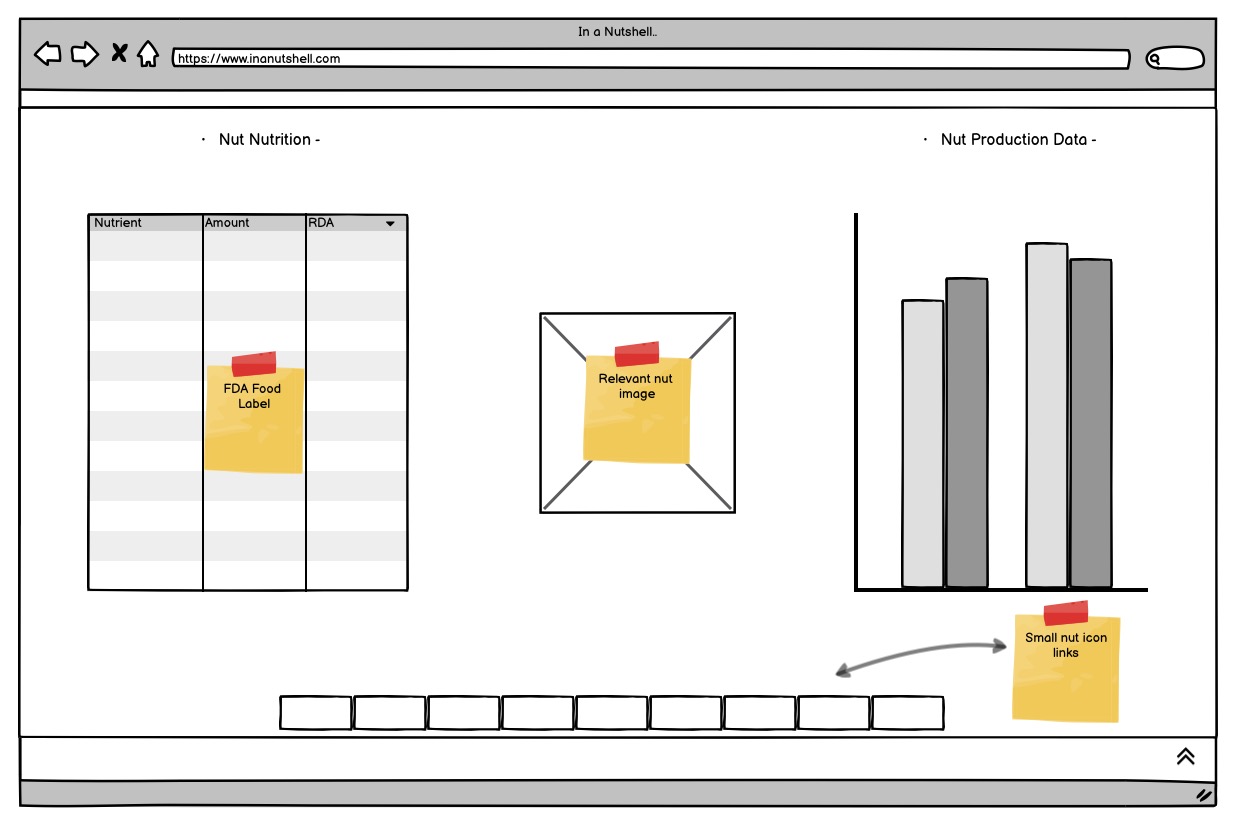 In a Nutshell..
https://www.inanutshell.com
· Nut Nutrition -
· Nut Production Data -
Nutrient Amount RDA
FDA Food
Label
Relevant nut
image
Small nut icon
links